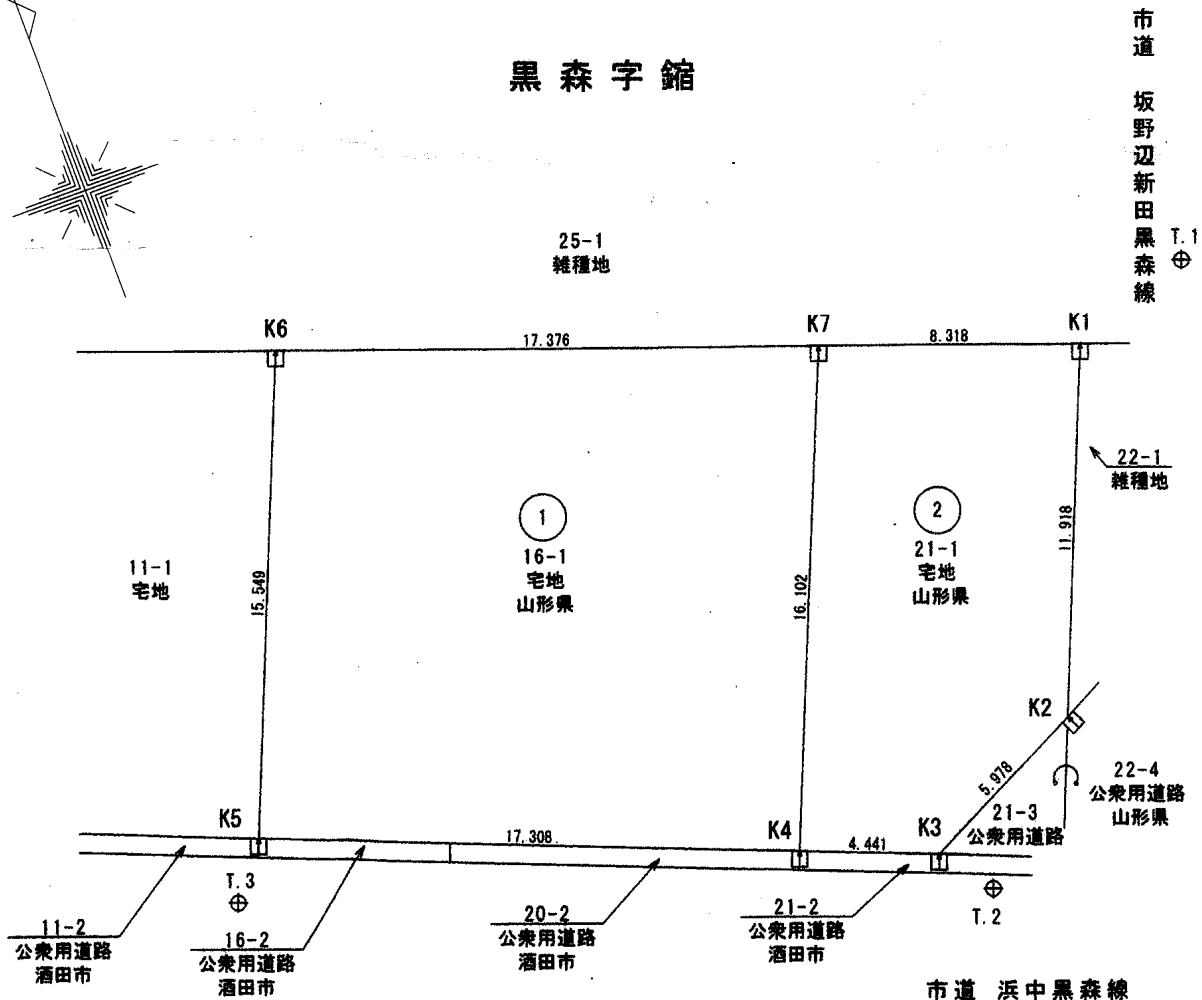 黒森字鎦
市道 坂野辺新田黒森線
T.1
25-1
雑種地
K6
17.376
K7
8.318
K1
22-1
雑種地
11-1
宅地
15.549
1
16-1
宅地
山形県
16.102
2
21-1
宅地
山形県
11.918
K2
5.978
22-4
公衆用道路
山形県
21-3
公衆用道路
K5
17.308
K4
4.441
K3
T.3
T.2
11-2
公衆用道路
酒田市
16-2
公衆用道路
酒田市
20-2
公衆用道路
酒田市
21-2
公衆用道路
酒田市
市道 浜中黒森線